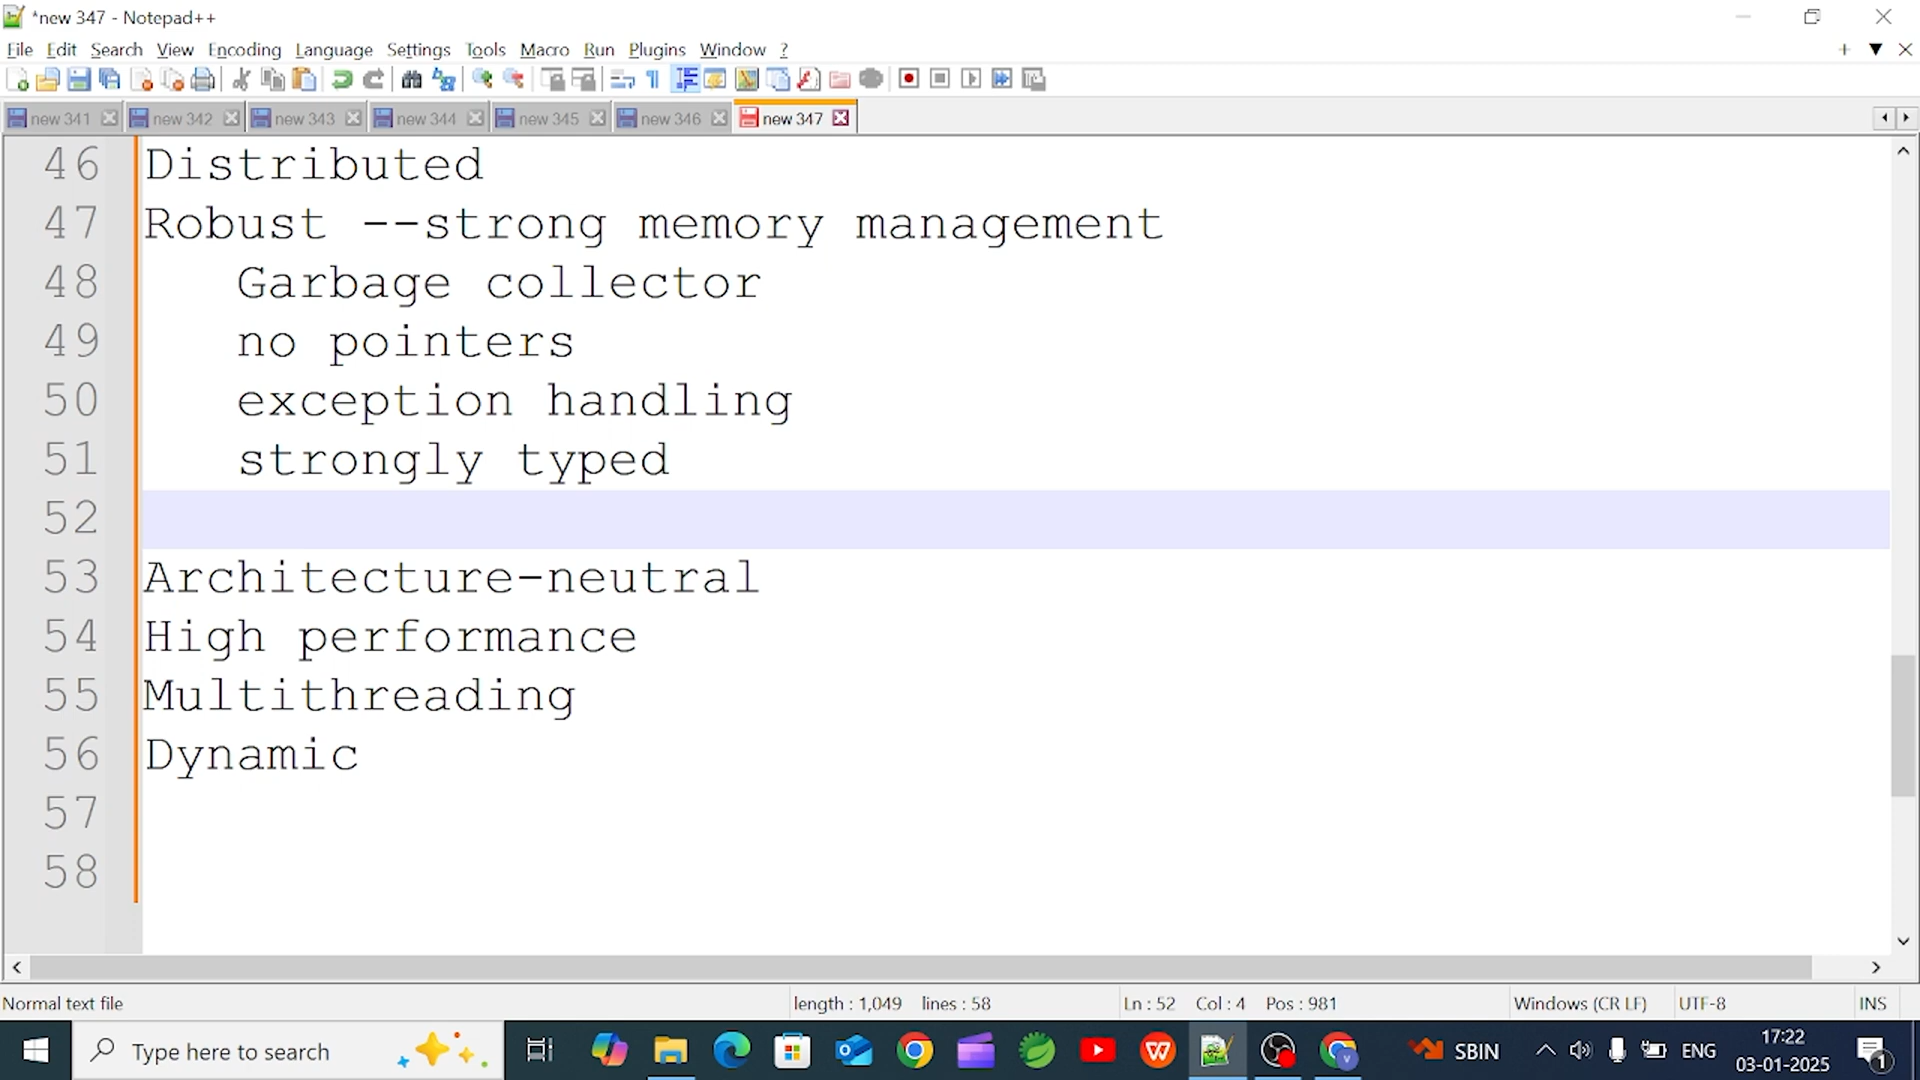 *new 347 - Notepad++
File Edit Search View Encoding Language Settings Tools Macro Run Plugins Window ?
new 341 new 342 new 343 new 344 new 345 new 346 new 347
46 Distributed
47 Robust --strong memory management
48 Garbage collector
49 no pointers
50 exception handling
51 strongly typed
52
53 Architecture-neutral
54 High performance
55 Multithreading
56 Dynamic
57
58
Normal text file length : 1,049 lines : 58 Ln : 52 Col : 4 Pos : 981 Windows (CR LF) UTF-8 INS
Type here to search SBIN ENG 17:22
03-01-2025 1